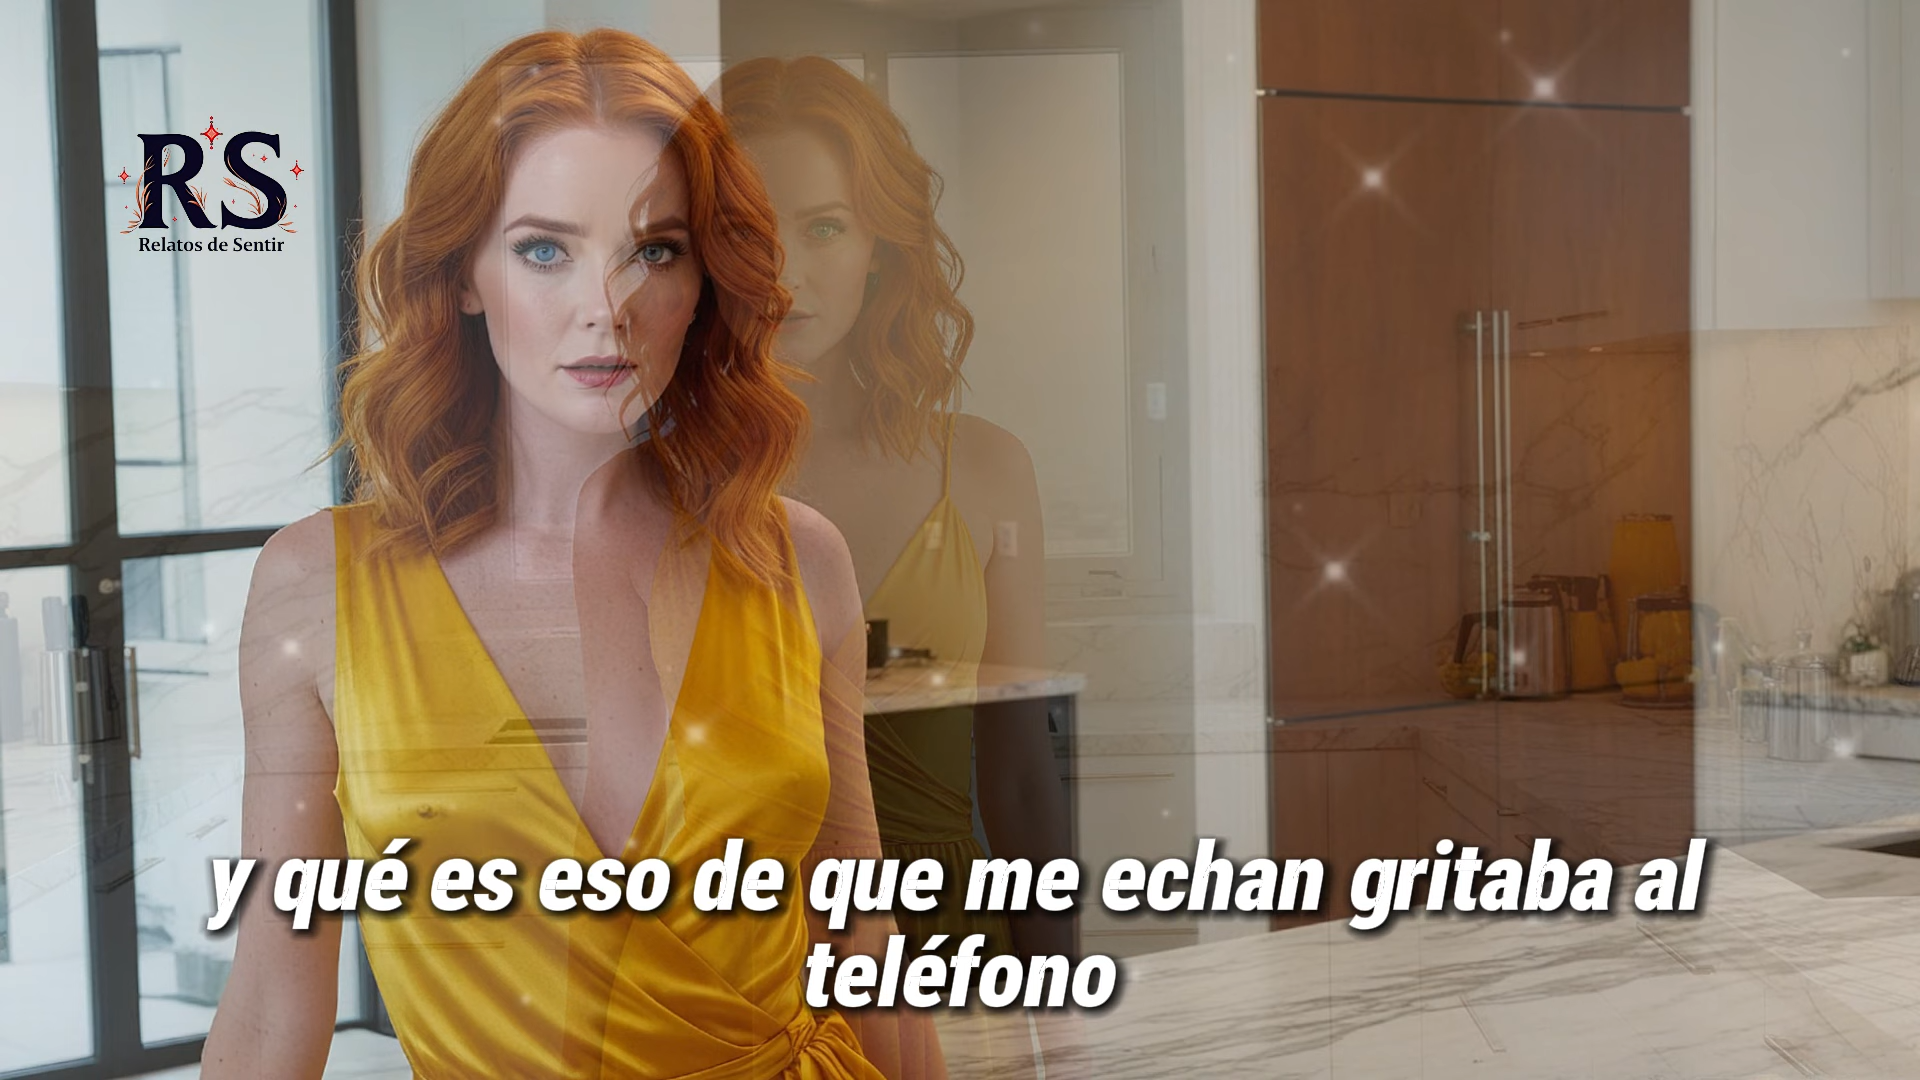 RS
Relatos de Sentir
y qué es eso de que me echan gritaba al
teléfono